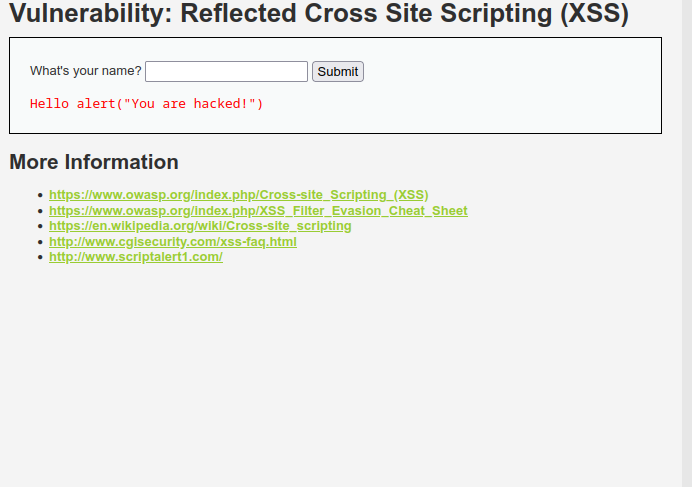 Vulnerability: Reflected Cross Site Scripting (XSS)
What's your name? Submit
Hello alert("You are hacked!")
More Information
https://www.owasp.org/index.php/Cross-site_Scripting_(XSS)
https://www.owasp.org/index.php/XSS_Filter_Evasion_Cheat_Sheet
https://en.wikipedia.org/wiki/Cross-site_scripting
http://www.cgisecurity.com/xss-faq.html
http://www.scriptalert1.com/